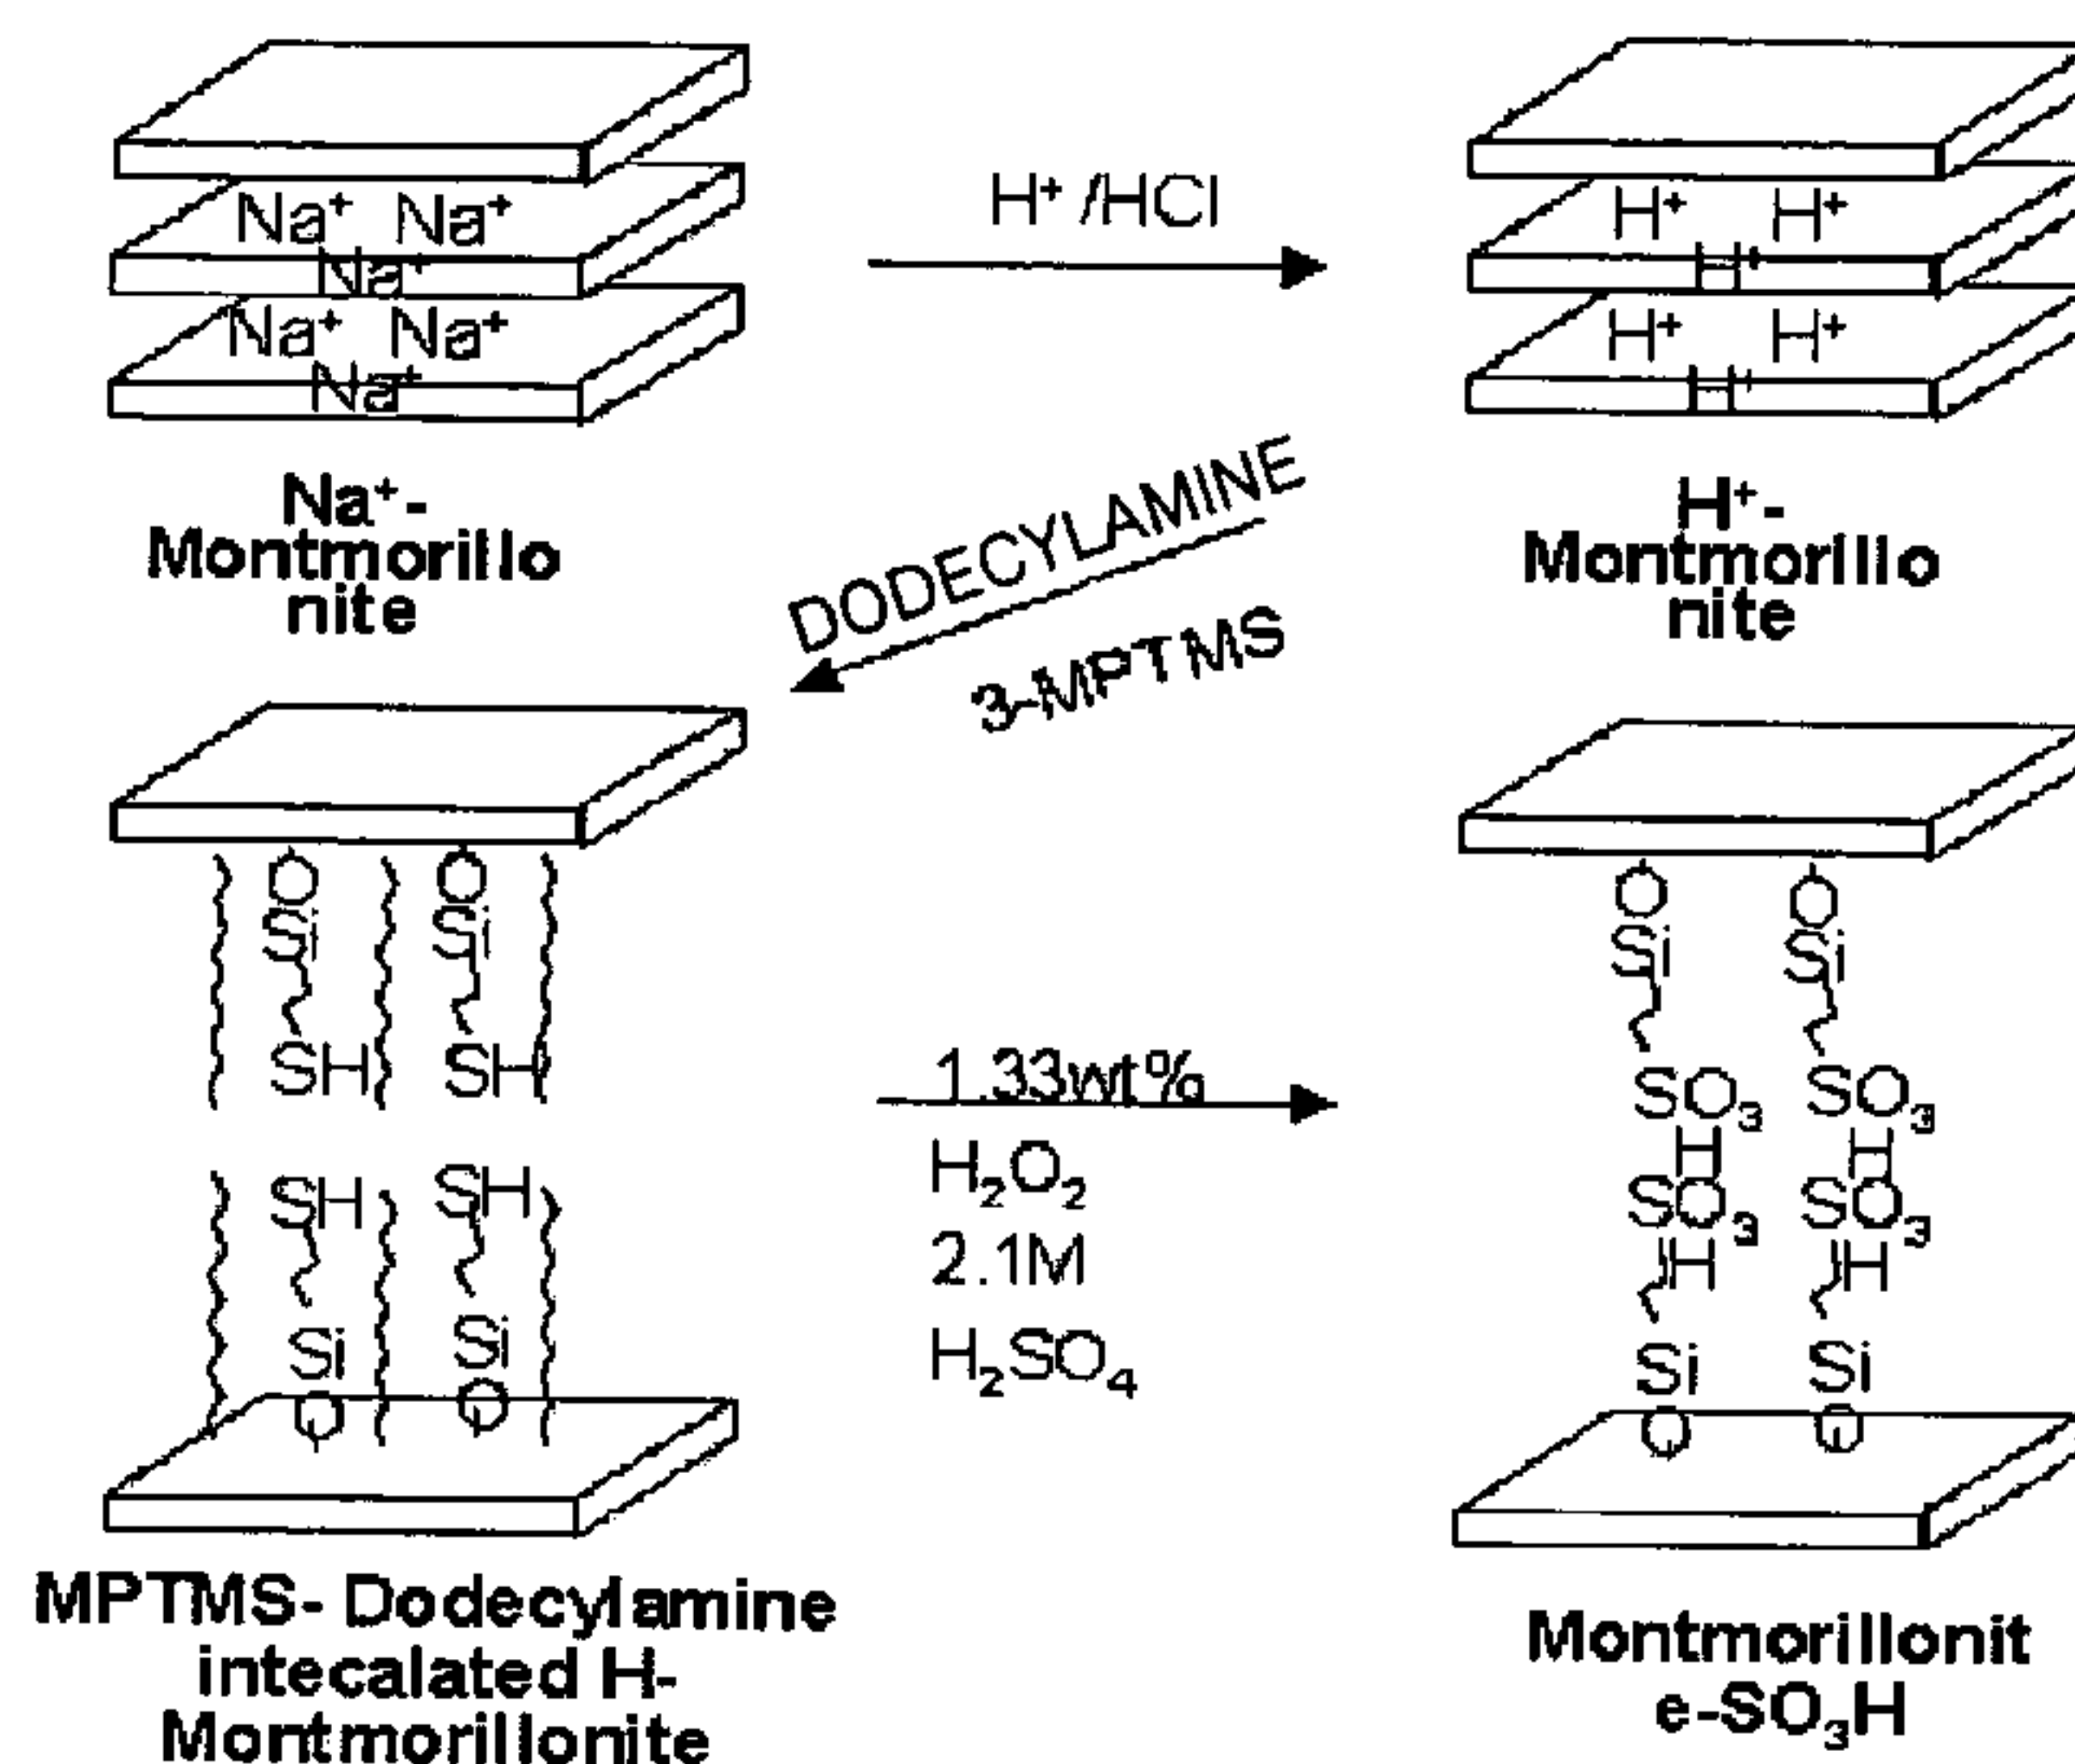 Na⁺ Na⁺
Na⁺
Na⁺ Na⁺
Na⁺
Na⁺-
Montmorillo
nite
H⁺ /HCl
H⁺ H⁺
H⁺
H⁺ H⁺
H⁺
H⁺-
Montmorillo
nite
DODECYLAMINE
3-MPTMS
O O
Si Si
SH SH
SH SH
Si Si
O O
MPTMS- Dodecylamine
intecalated H-
Montmorillonite
1.33wt%
H₂O₂
2.1M
H₂SO₄
O O
Si Si
SO₃ SO₃
H H
SO₃ SO₃
H H
Si Si
O O
Montmorillonit
e-SO₃H